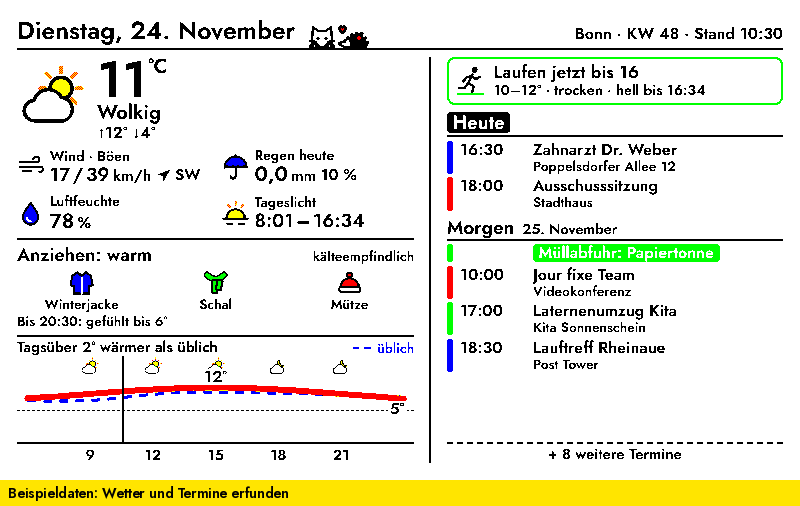 Dienstag, 24. November
Bonn · KW 48 · Stand 10:30
11°C
Wolkig
↑12° ↓4°
Wind · Böen
17 / 39 km/h SW
Regen heute
0,0 mm 10 %
Luftfeuchte
78 %
Tageslicht
8:01 – 16:34
Anziehen: warm
kälteempfindlich
Winterjacke
Schal
Mütze
Bis 20:30: gefühlt bis 6°
Tagsüber 2° wärmer als üblich
üblich
12°
5°
9 12 15 18 21
Laufen jetzt bis 16
10–12° · trocken · hell bis 16:34
Heute
16:30 Zahnarzt Dr. Weber
Poppelsdorfer Allee 12
18:00 Ausschusssitzung
Stadthaus
Morgen 25. November
Müllabfuhr: Papiertonne
10:00 Jour fixe Team
Videokonferenz
17:00 Laternenumzug Kita
Kita Sonnenschein
18:30 Lauftreff Rheinaue
Post Tower
+ 8 weitere Termine
Beispieldaten: Wetter und Termine erfunden